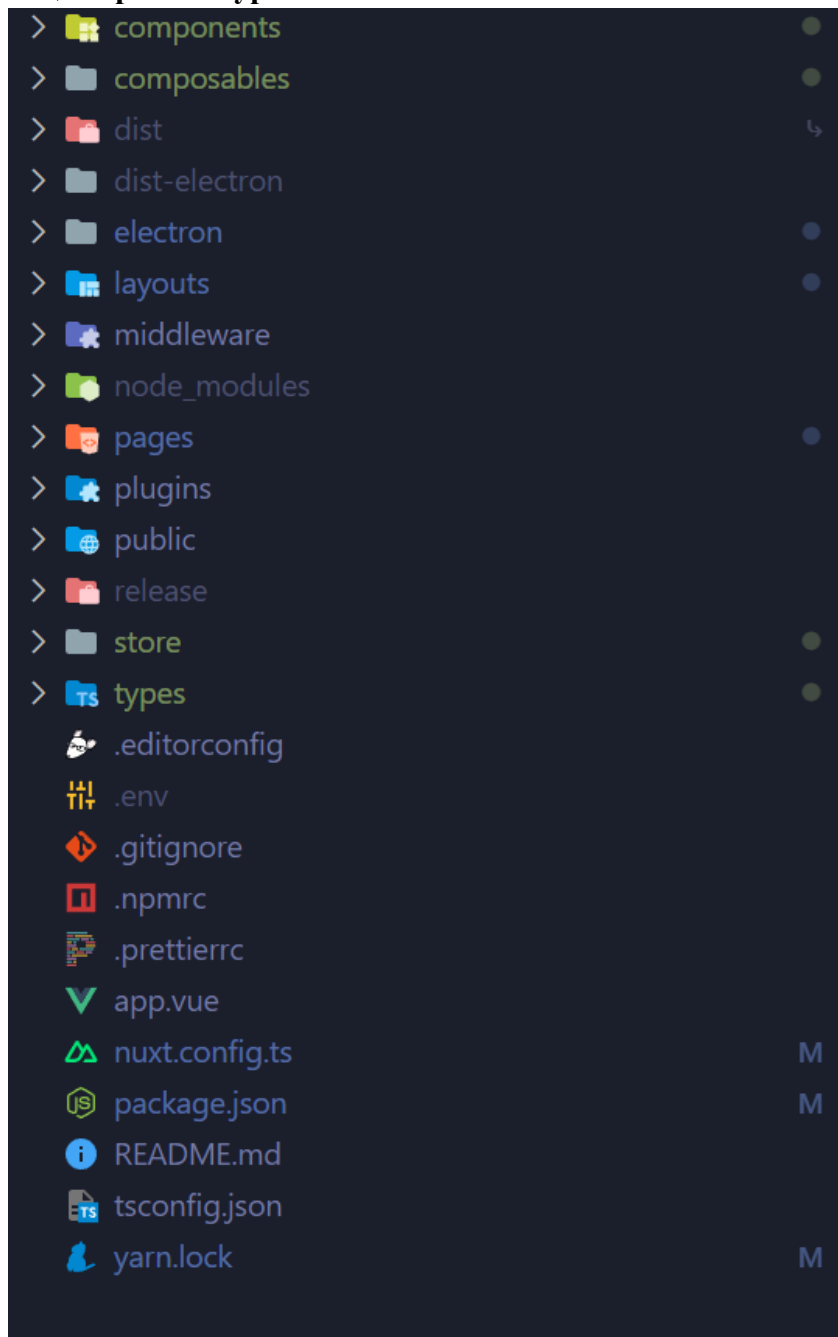 components
composables
dist
dist-electron
electron
layouts
middleware
node_modules
pages
plugins
public
release
store
types
.editorconfig
.env
.gitignore
.npmrc
.prettierrc
app.vue
nuxt.config.ts M
package.json M
README.md
tsconfig.json
yarn.lock M